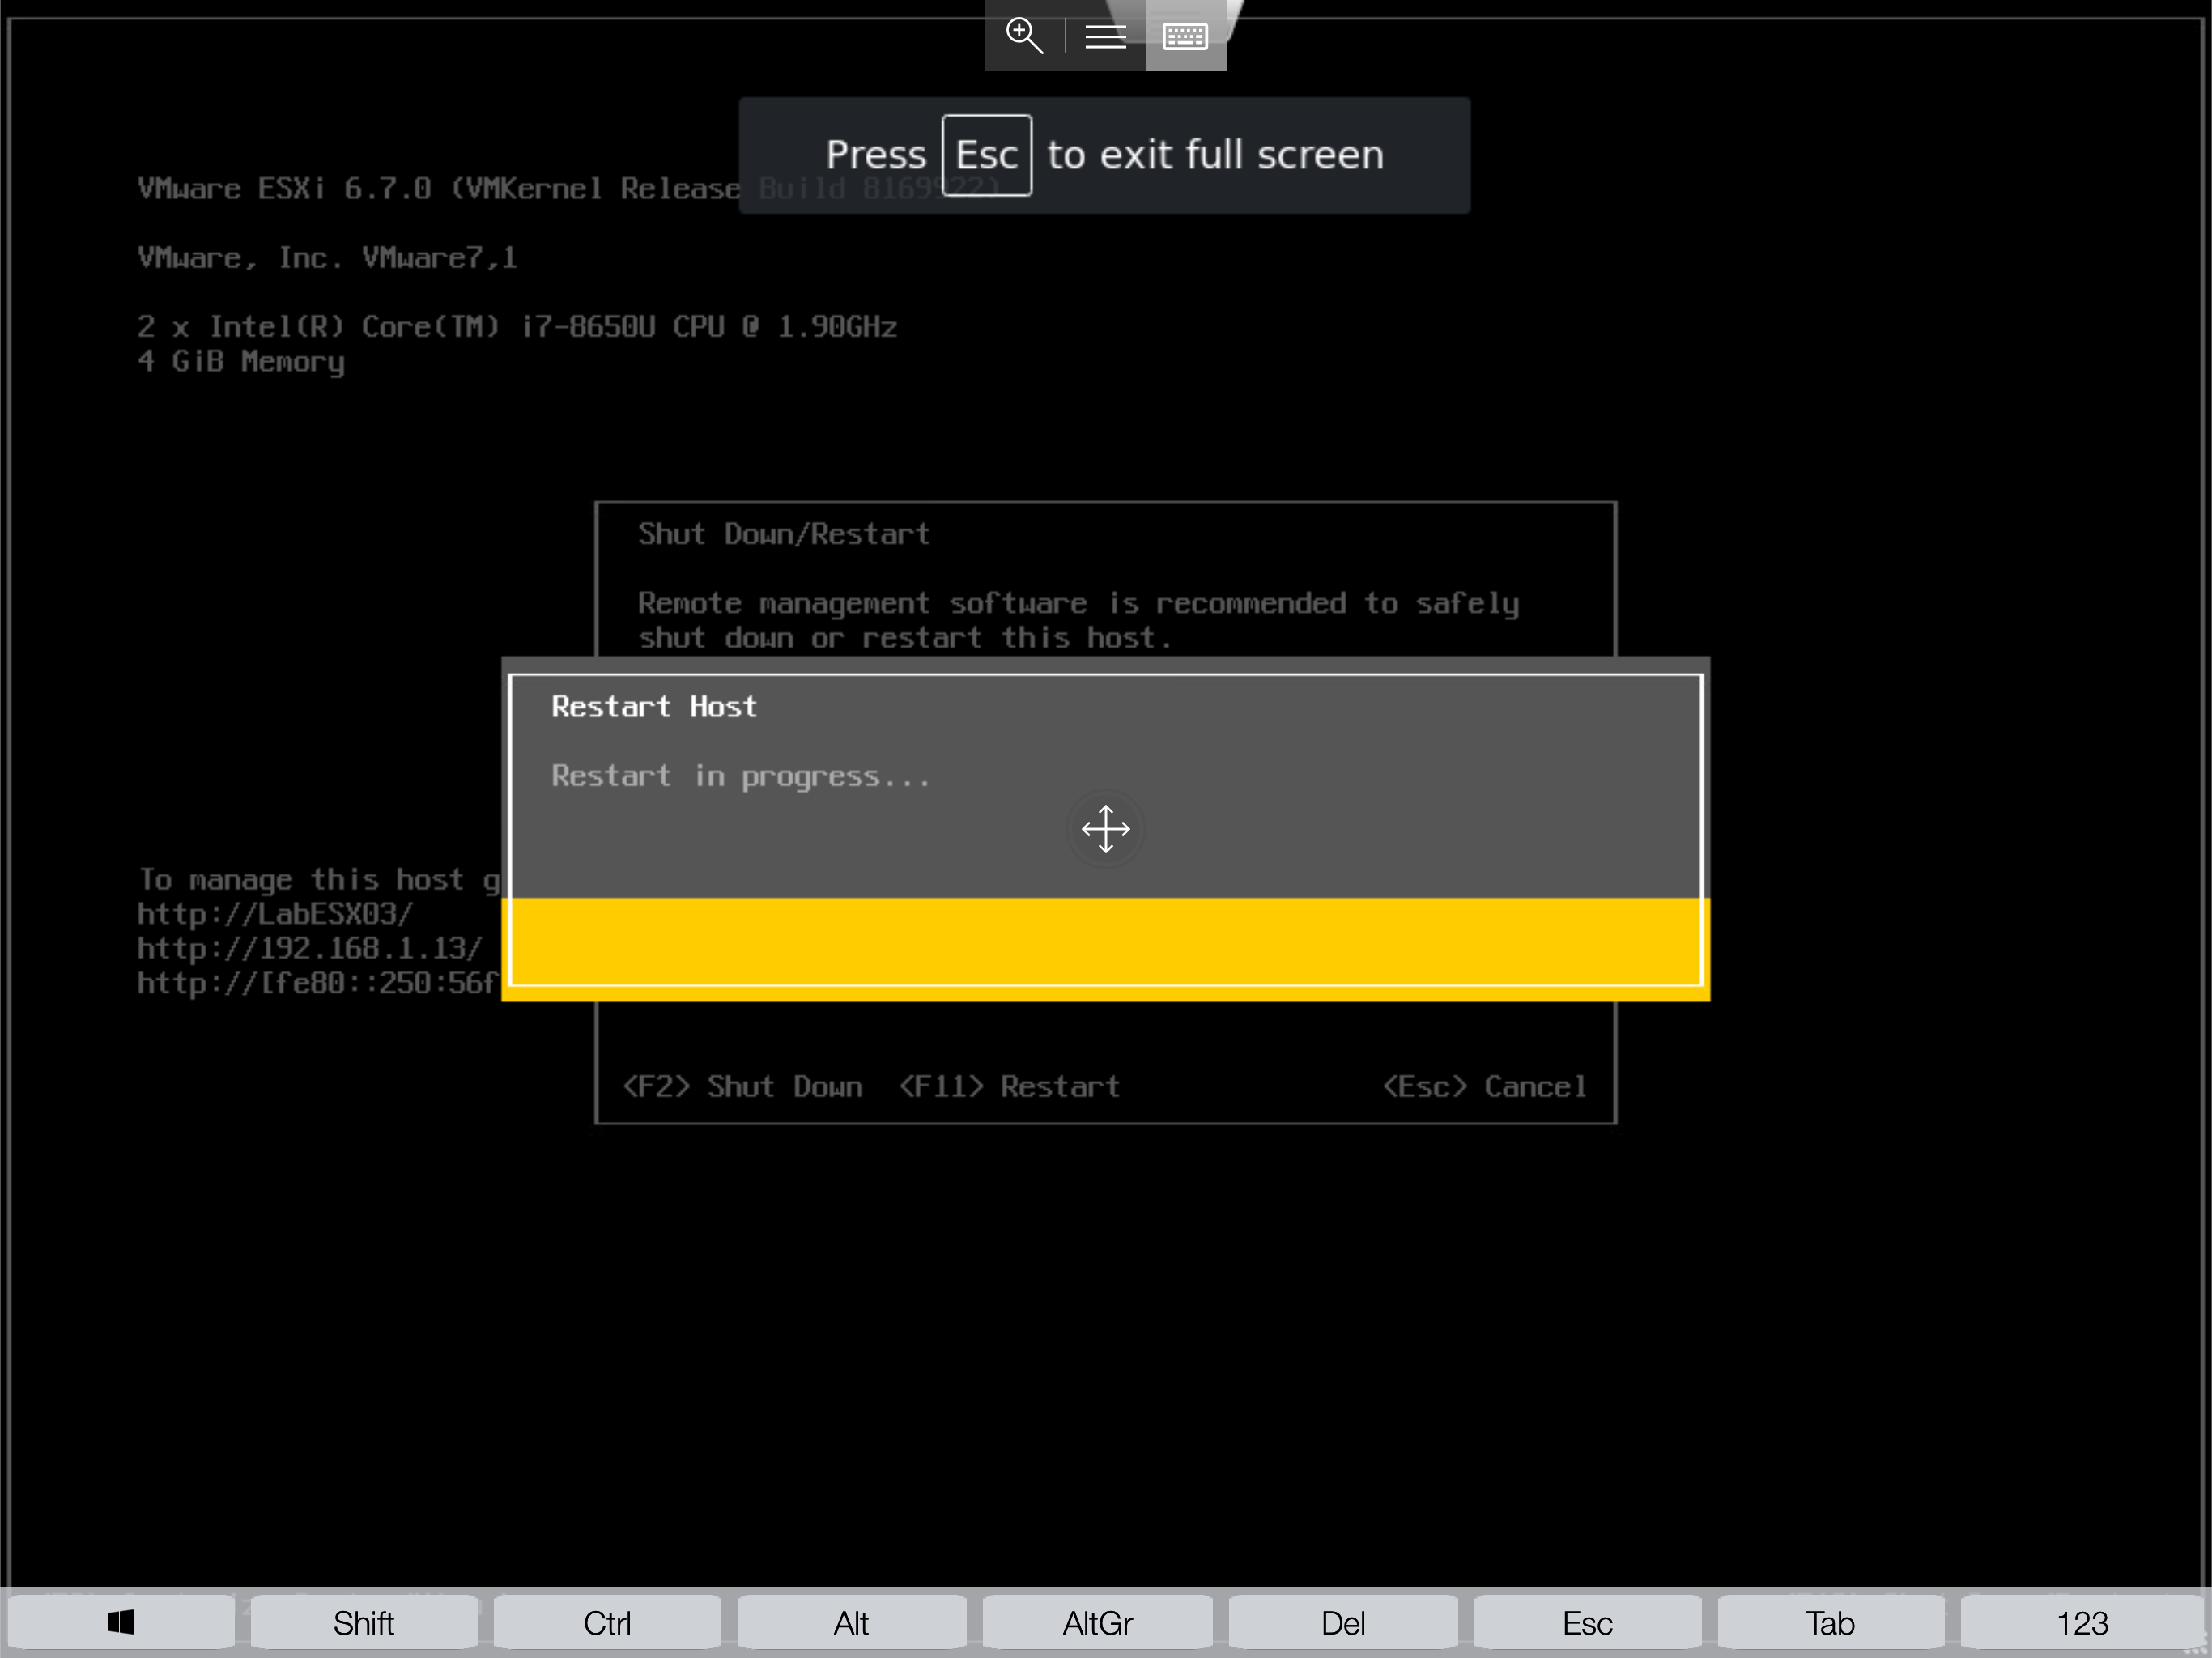 Press Esc to exit full screen
VMware ESXi 6.7.0 (VMKernel Release Build 8169922)
VMware, Inc. VMware7,1
2 x Intel(R) Core(TM) i7-8650U CPU @ 1.90GHz
4 GiB Memory
Shut Down/Restart
Remote management software is recommended to safely
shut down or restart this host.
Restart Host
Restart in progress...
To manage this host g
http://LabESX03/
http://192.168.1.13/
http://[fe80::250:56f
<F2> Shut Down <F11> Restart <Esc> Cancel
Shift Ctrl Alt AltGr Del Esc Tab 123